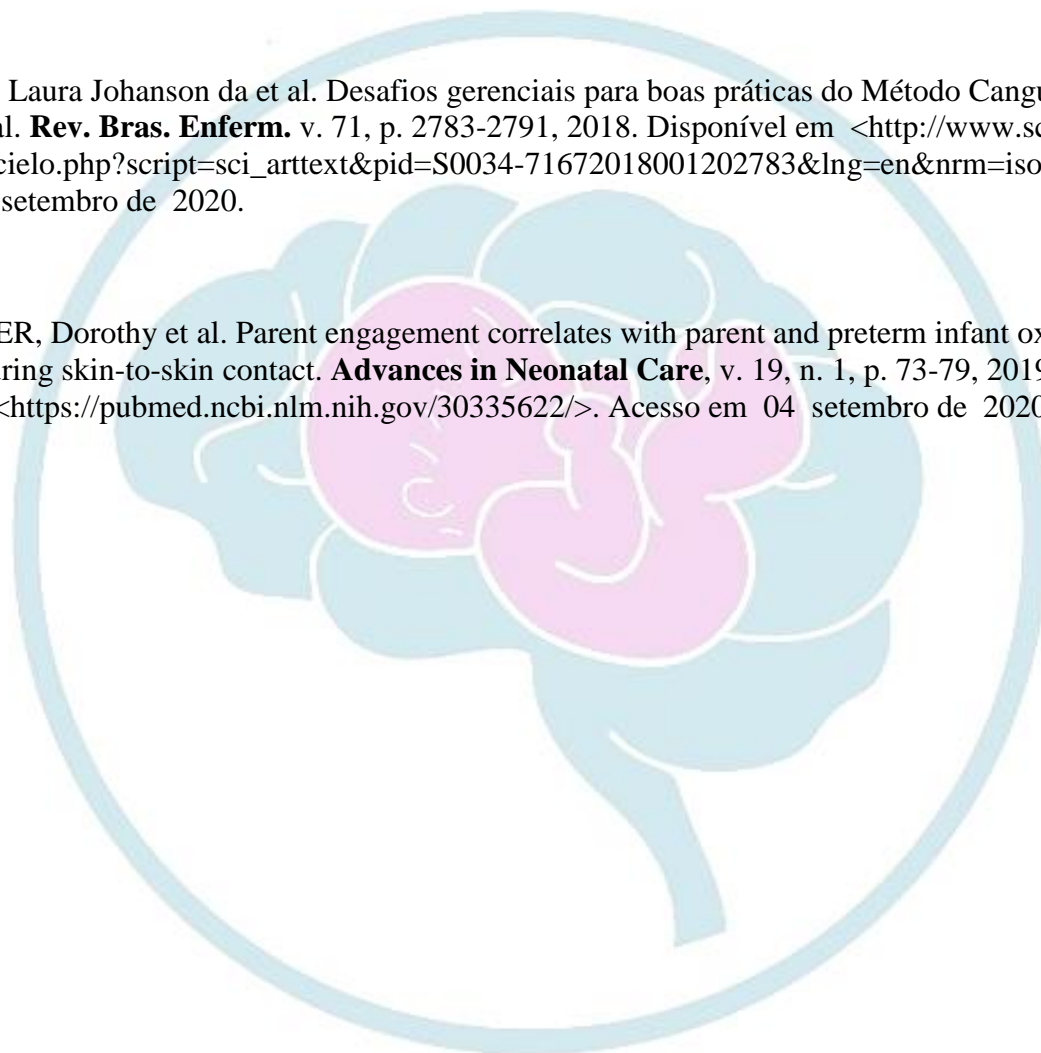 Laura Johanson da et al. Desafios gerenciais para boas práticas do Método Cangu
al. Rev. Bras. Enferm. v. 71, p. 2783-2791, 2018. Disponível em <http://www.sc
cielo.php?script=sci_arttext&pid=S0034-71672018001202783&lng=en&nrm=iso
setembro de 2020.
ER, Dorothy et al. Parent engagement correlates with parent and preterm infant ox
ring skin-to-skin contact. Advances in Neonatal Care, v. 19, n. 1, p. 73-79, 2019
<https://pubmed.ncbi.nlm.nih.gov/30335622/>. Acesso em 04 setembro de 2020